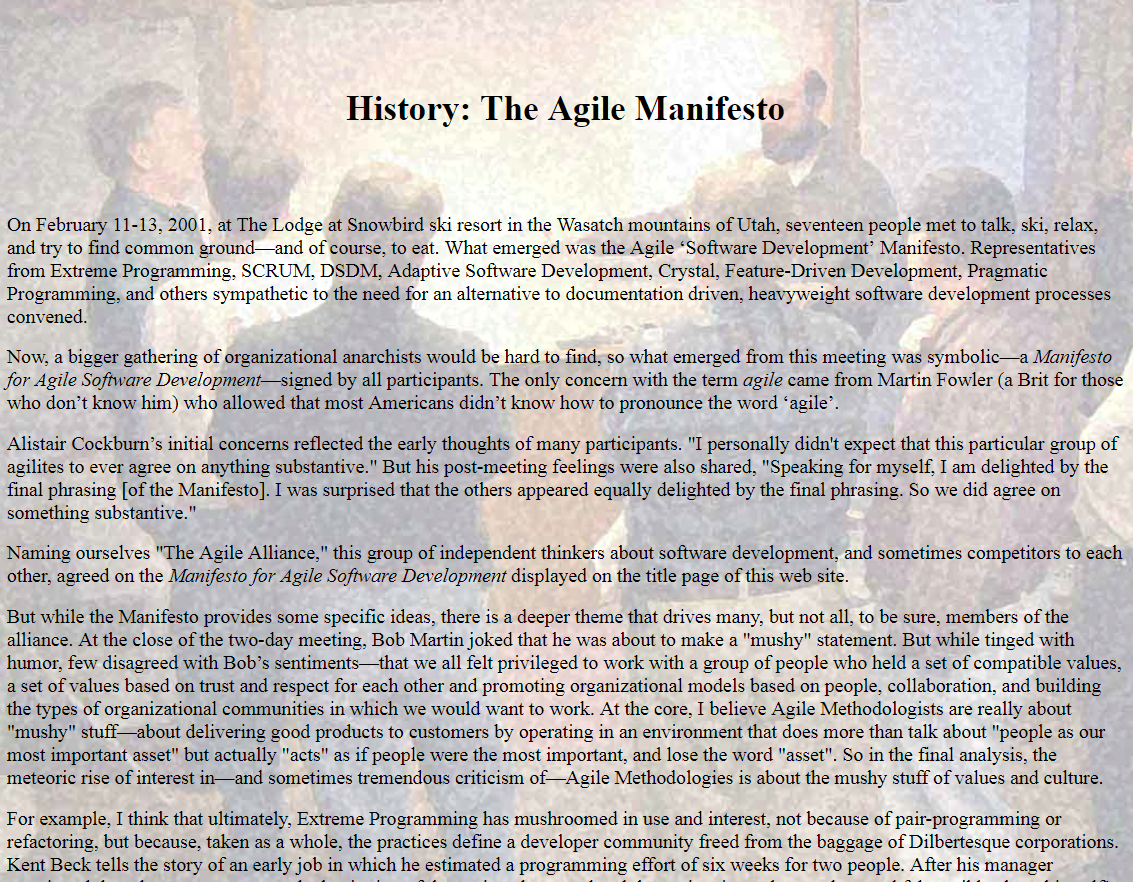 History: The Agile Manifesto
On February 11-13, 2001, at The Lodge at Snowbird ski resort in the Wasatch mountains of Utah, seventeen people met to talk, ski, relax,
and try to find common ground—and of course, to eat. What emerged was the Agile ‘Software Development’ Manifesto. Representatives
from Extreme Programming, SCRUM, DSDM, Adaptive Software Development, Crystal, Feature-Driven Development, Pragmatic
Programming, and others sympathetic to the need for an alternative to documentation driven, heavyweight software development processes
convened.
Now, a bigger gathering of organizational anarchists would be hard to find, so what emerged from this meeting was symbolic—a Manifesto
for Agile Software Development—signed by all participants. The only concern with the term agile came from Martin Fowler (a Brit for those
who don’t know him) who allowed that most Americans didn’t know how to pronounce the word ‘agile’.
Alistair Cockburn’s initial concerns reflected the early thoughts of many participants. "I personally didn't expect that this particular group of
agilites to ever agree on anything substantive." But his post-meeting feelings were also shared, "Speaking for myself, I am delighted by the
final phrasing [of the Manifesto]. I was surprised that the others appeared equally delighted by the final phrasing. So we did agree on
something substantive."
Naming ourselves "The Agile Alliance," this group of independent thinkers about software development, and sometimes competitors to each
other, agreed on the Manifesto for Agile Software Development displayed on the title page of this web site.
But while the Manifesto provides some specific ideas, there is a deeper theme that drives many, but not all, to be sure, members of the
alliance. At the close of the two-day meeting, Bob Martin joked that he was about to make a "mushy" statement. But while tinged with
humor, few disagreed with Bob’s sentiments—that we all felt privileged to work with a group of people who held a set of compatible values,
a set of values based on trust and respect for each other and promoting organizational models based on people, collaboration, and building
the types of organizational communities in which we would want to work. At the core, I believe Agile Methodologists are really about
"mushy" stuff—about delivering good products to customers by operating in an environment that does more than talk about "people as our
most important asset" but actually "acts" as if people were the most important, and lose the word "asset". So in the final analysis, the
meteoric rise of interest in—and sometimes tremendous criticism of—Agile Methodologies is about the mushy stuff of values and culture.
For example, I think that ultimately, Extreme Programming has mushroomed in use and interest, not because of pair-programming or
refactoring, but because, taken as a whole, the practices define a developer community freed from the baggage of Dilbertesque corporations.
Kent Beck tells the story of an early job in which he estimated a programming effort of six weeks for two people. After his manager